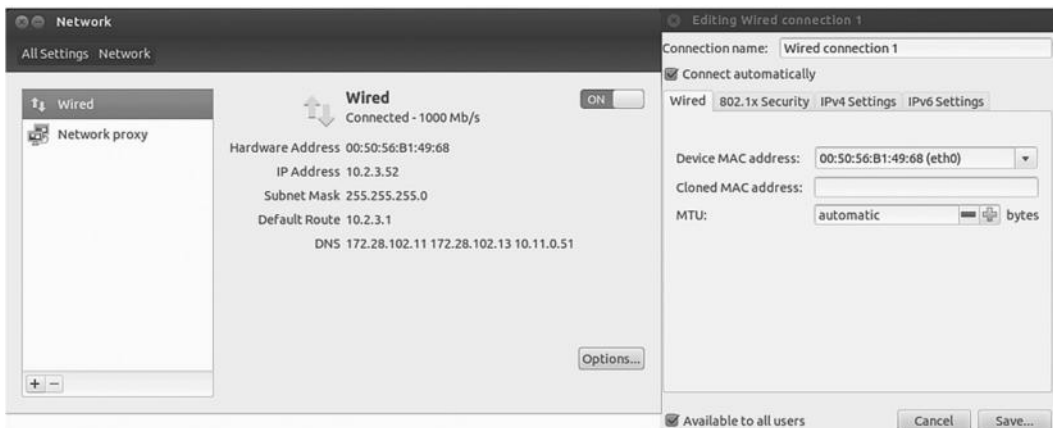 Network
All Settings Network
Wired
Network proxy
Wired
Connected - 1000 Mb/s
ON
Hardware Address 00:50:56:B1:49:68
IP Address 10.2.3.52
Subnet Mask 255.255.255.0
Default Route 10.2.3.1
DNS 172.28.102.11 172.28.102.13 10.11.0.51
Options...
Editing Wired connection 1
Connection name: Wired connection 1
Connect automatically
Wired 802.1x Security IPv4 Settings IPv6 Settings
Device MAC address: 00:50:56:B1:49:68 (eth0)
Cloned MAC address:
MTU: automatic bytes
Available to all users Cancel Save...